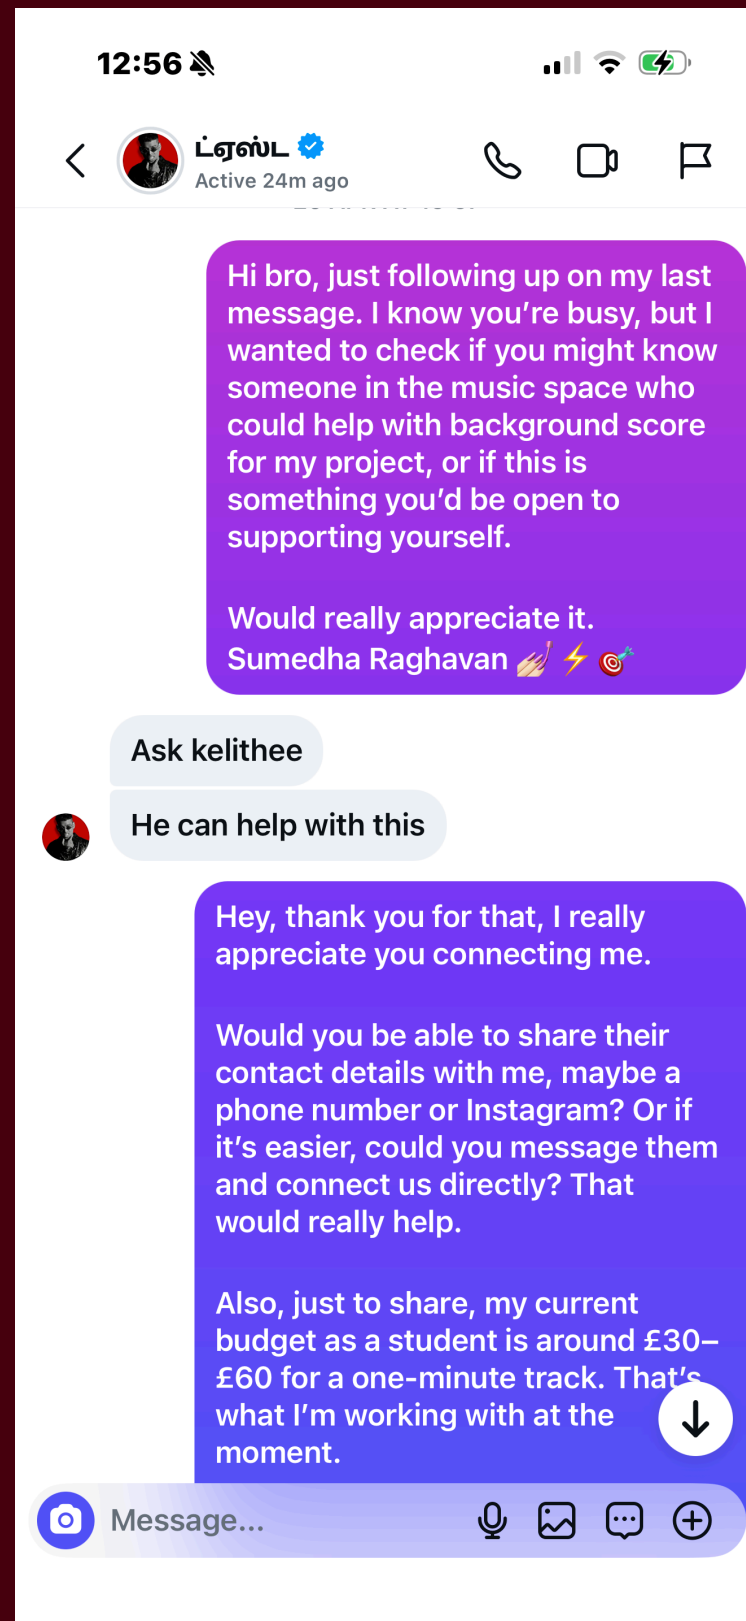 12:56
ட்ரஸ்ட
Active 24m ago
Hi bro, just following up on my last
message. I know you’re busy, but I
wanted to check if you might know
someone in the music space who
could help with background score
for my project, or if this is
something you’d be open to
supporting yourself.
Would really appreciate it.
Sumedha Raghavan 💅🏻⚡🎯
Ask kelithee
He can help with this
Hey, thank you for that, I really
appreciate you connecting me.
Would you be able to share their
contact details with me, maybe a
phone number or Instagram? Or if
it’s easier, could you message them
and connect us directly? That
would really help.
Also, just to share, my current
budget as a student is around £30–
£60 for a one-minute track. That’s
what I’m working with at the
moment.
Message...